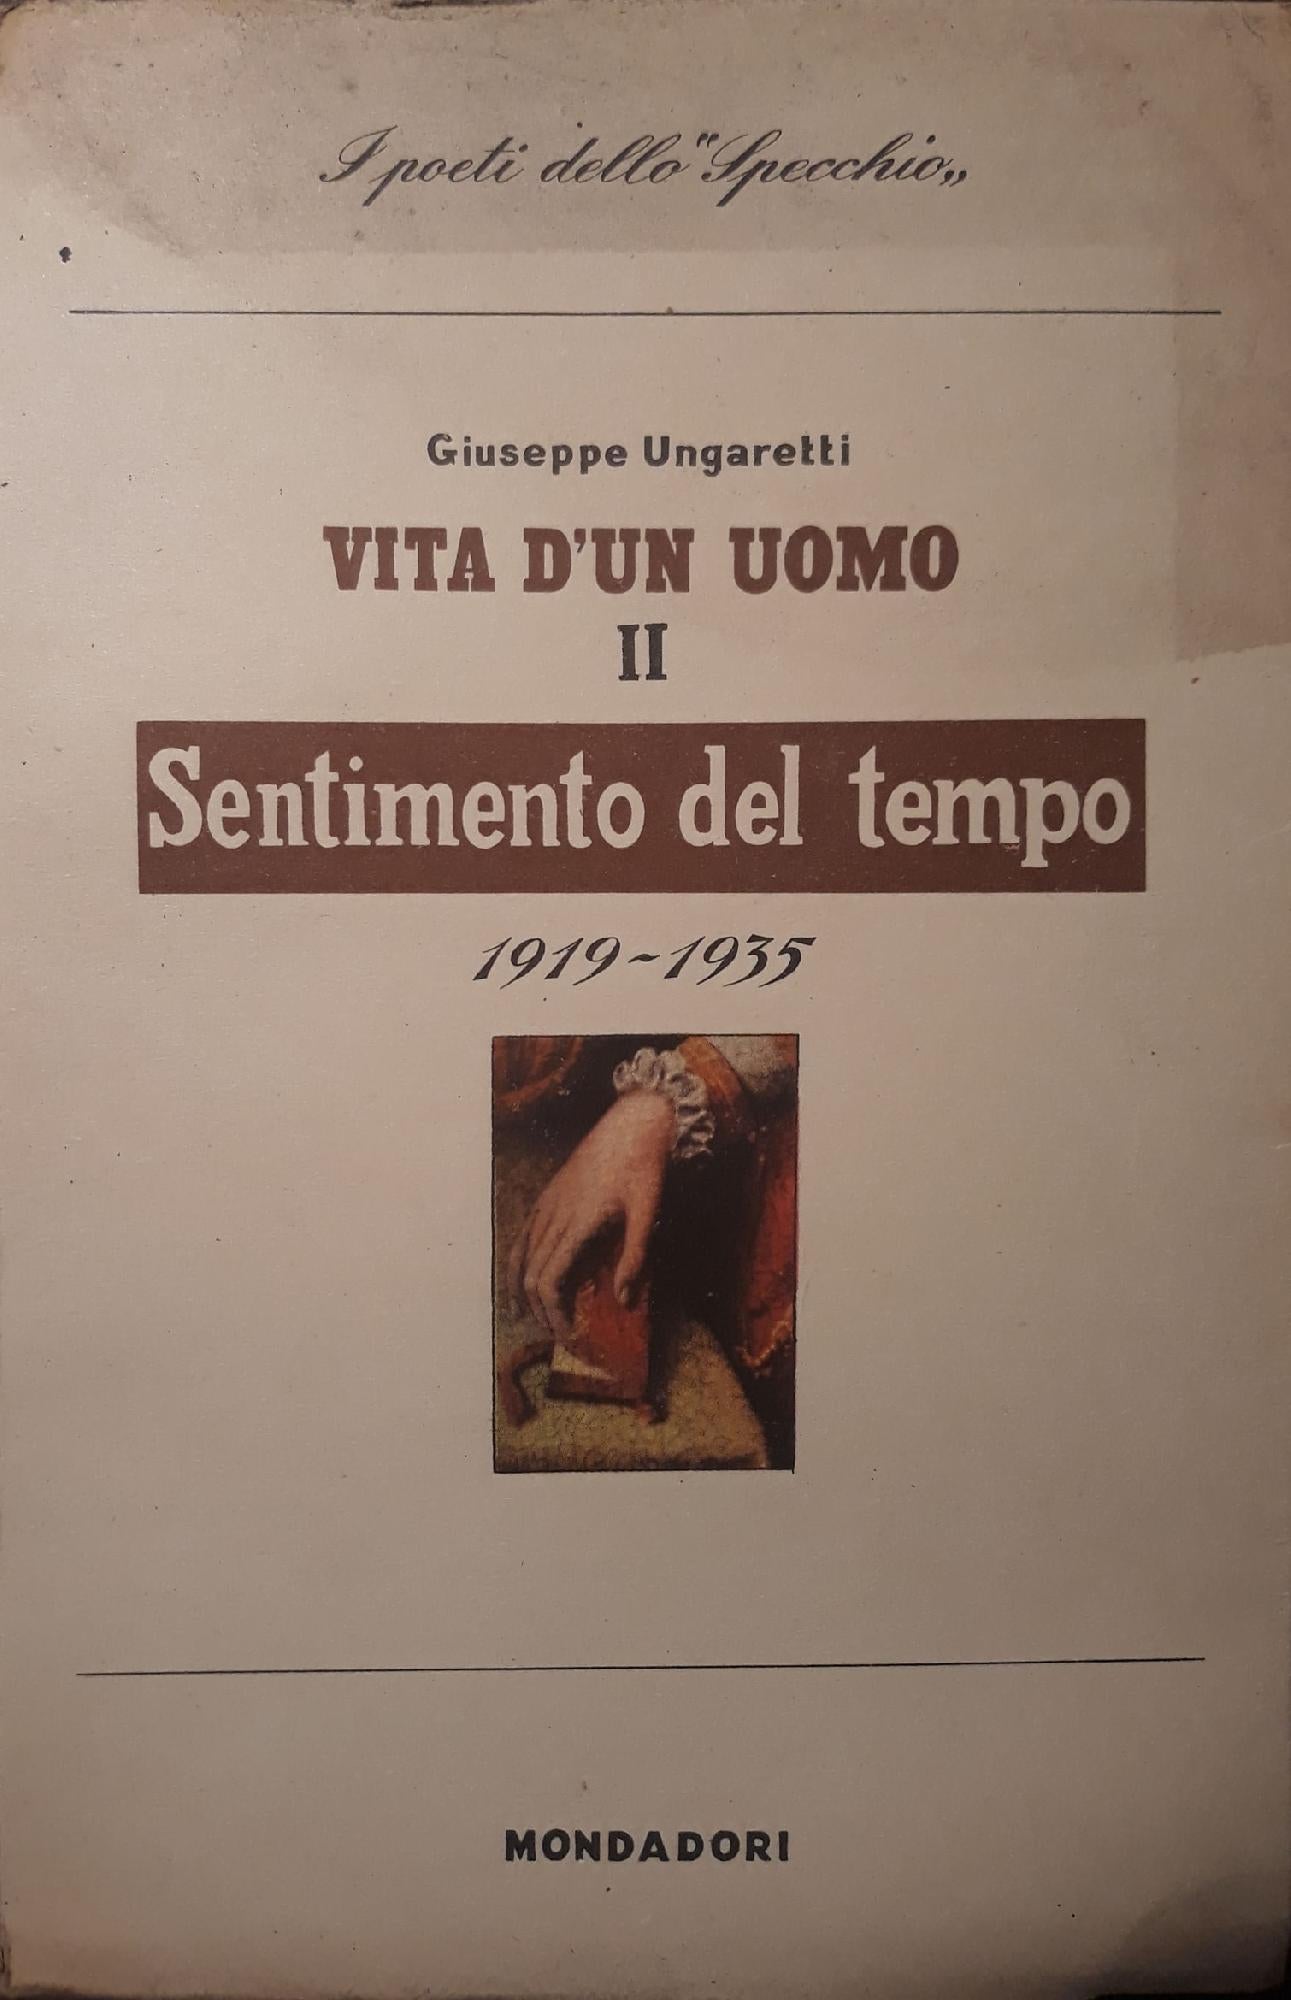 I poeti dello "Specchio„
Giuseppe Ungaretti
VITA D'UN UOMO
II
Sentimento del tempo
1919-1935
MONDADORI